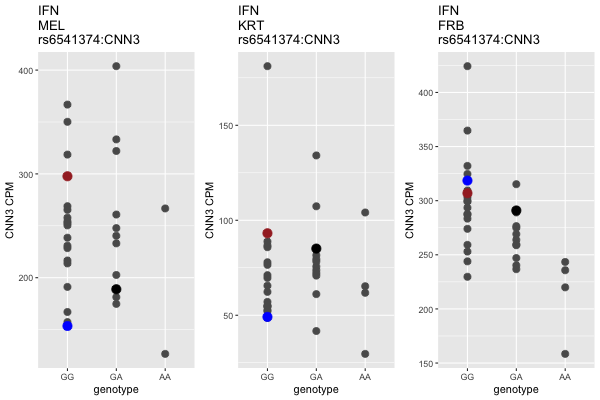 IFN
MEL
rs6541374:CNN3
400
300
200
CNN3 CPM
GG GA AA
genotype
IFN
KRT
rs6541374:CNN3
150
100
50
CNN3 CPM
GG GA AA
genotype
IFN
FRB
rs6541374:CNN3
400
350
300
250
200
150
CNN3 CPM
GG GA AA
genotype